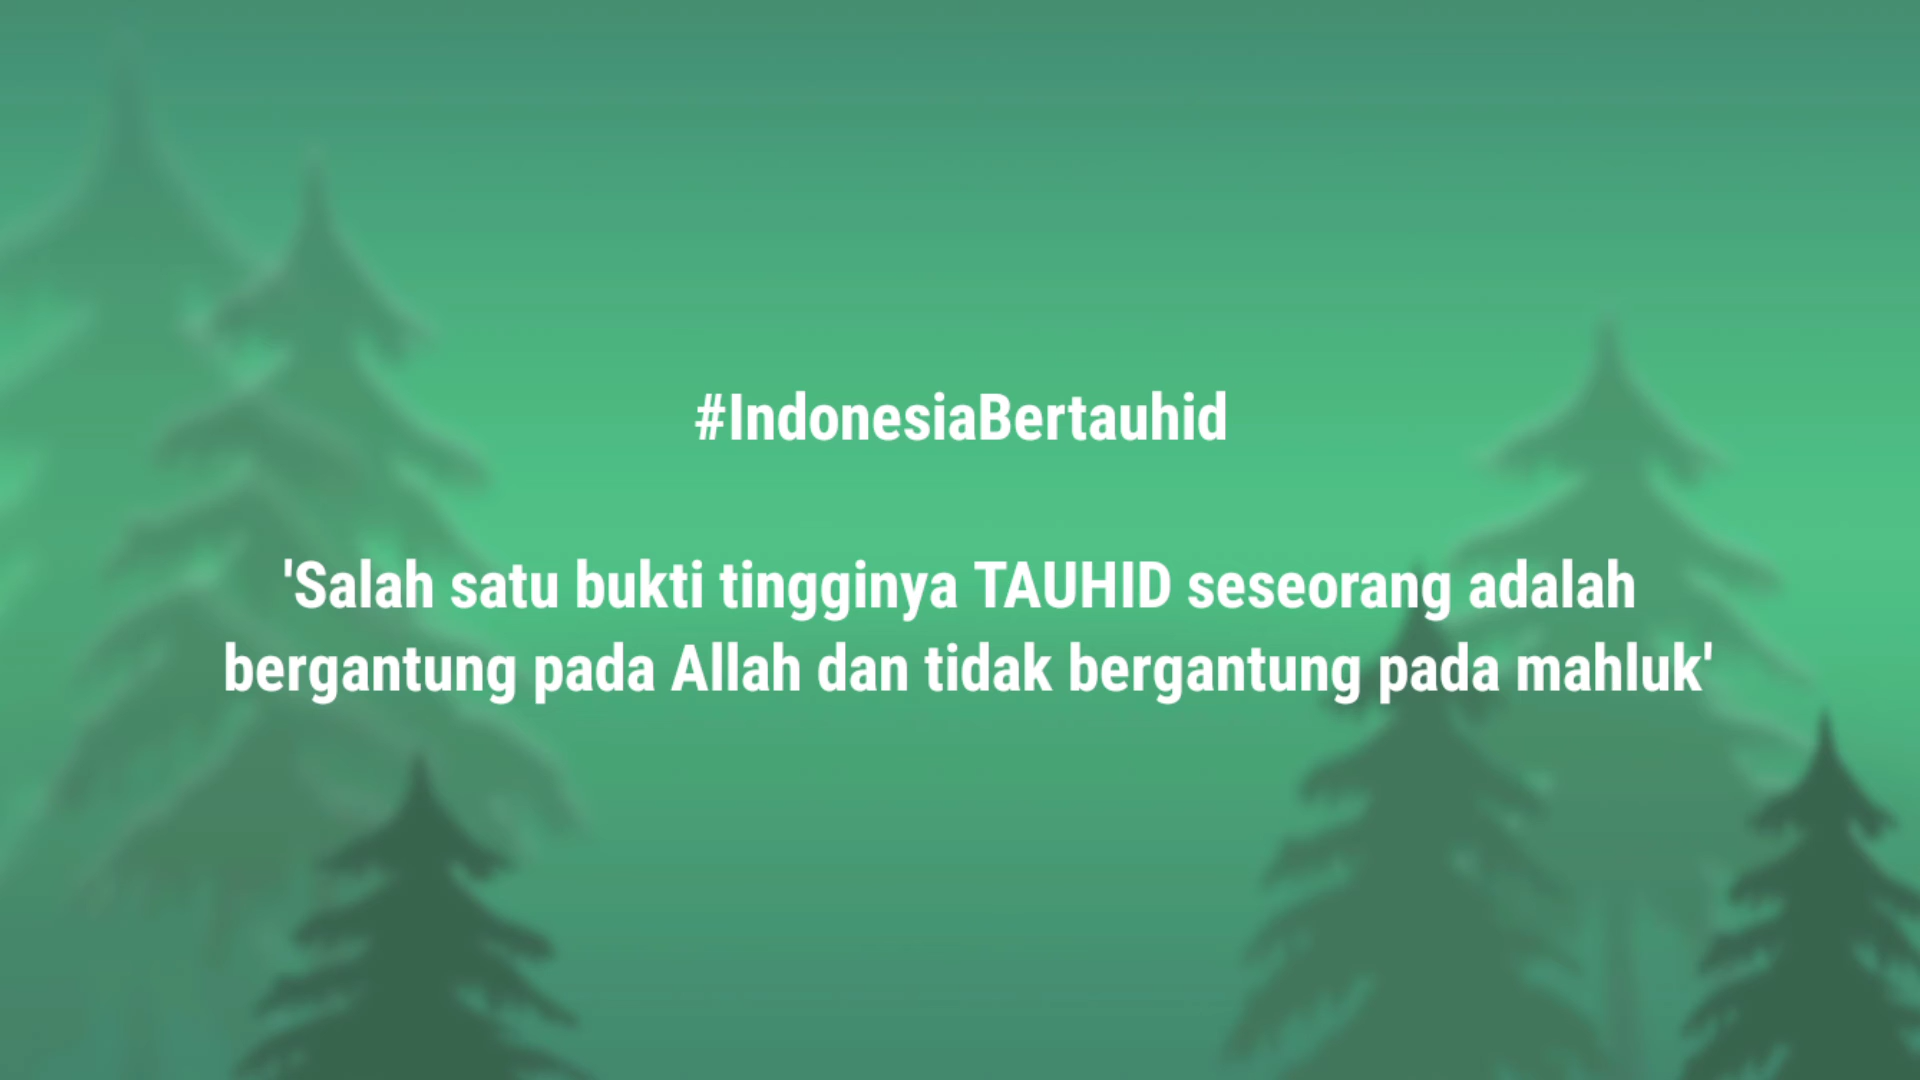 #IndonesiaBertauhid
'Salah satu bukti tingginya TAUHID seseorang adalah
bergantung pada Allah dan tidak bergantung pada mahluk'